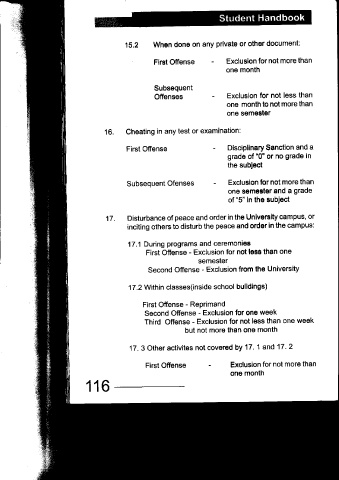 Student Handbook
15.2 When done on any private or other document:
First Offense - Exclusion for not more than
one month
Subsequent
Offenses - Exclusion for not less than
one month to not more than
one semester
16. Cheating in any test or examination:
First Offense - Disciplinary Sanction and a
grade of "0" or no grade in
the subject
Subsequent Ofenses - Exclusion for not more than
one semester and a grade
of "5" in the subject
17. Disturbance of peace and order in the University campus, or
inciting others to disturb the peace and order in the campus:
17.1 During programs and ceremonies
First Offense - Exclusion for not less than one
semester
Second Offense - Exclusion from the University
17.2 Within classes(inside school buildings)
First Offense - Reprimand
Second Offense - Exclusion for one week
Third Offense - Exclusion for not less than one week
but not more than one month
17. 3 Other activites not covered by 17. 1 and 17. 2
First Offense - Exclusion for not more than
one month
116